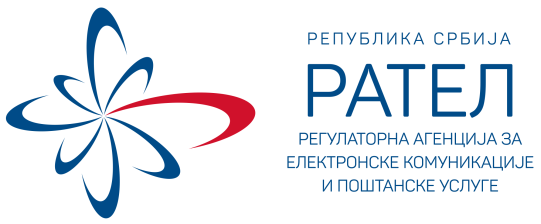 РЕПУБЛИКА СРБИЈА
РАТЕЛ
РЕГУЛАТОРНА АГЕНЦИЈА ЗА
ЕЛЕКТРОНСКЕ КОМУНИКАЦИЈЕ
И ПОШТАНСКЕ УСЛУГЕ